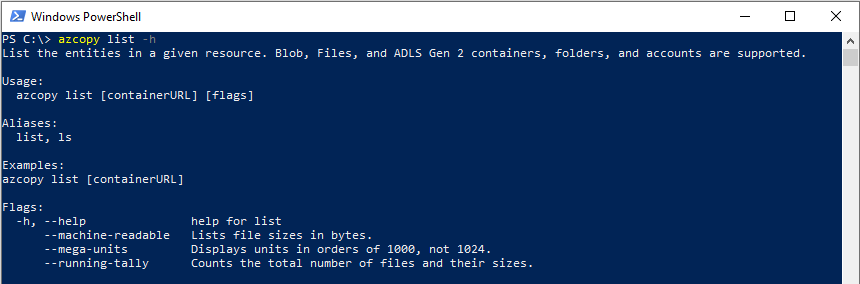 Windows PowerShell
PS C:\> azcopy list -h
List the entities in a given resource. Blob, Files, and ADLS Gen 2 containers, folders, and accounts are supported.
Usage:
  azcopy list [containerURL] [flags]
Aliases:
  list, ls
Examples:
azcopy list [containerURL]
Flags:
  -h, --help               help for list
      --machine-readable   Lists file sizes in bytes.
      --mega-units         Displays units in orders of 1000, not 1024.
      --running-tally      Counts the total number of files and their sizes.